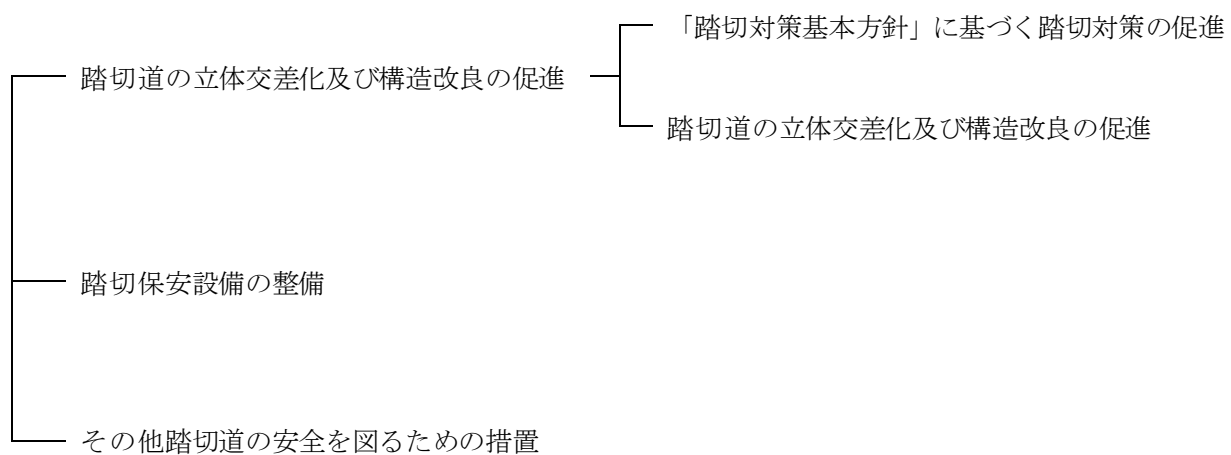 「踏切対策基本方針」に基づく踏切対策の促進
踏切道の立体交差化及び構造改良の促進
踏切道の立体交差化及び構造改良の促進
踏切保安設備の整備
その他踏切道の安全を図るための措置